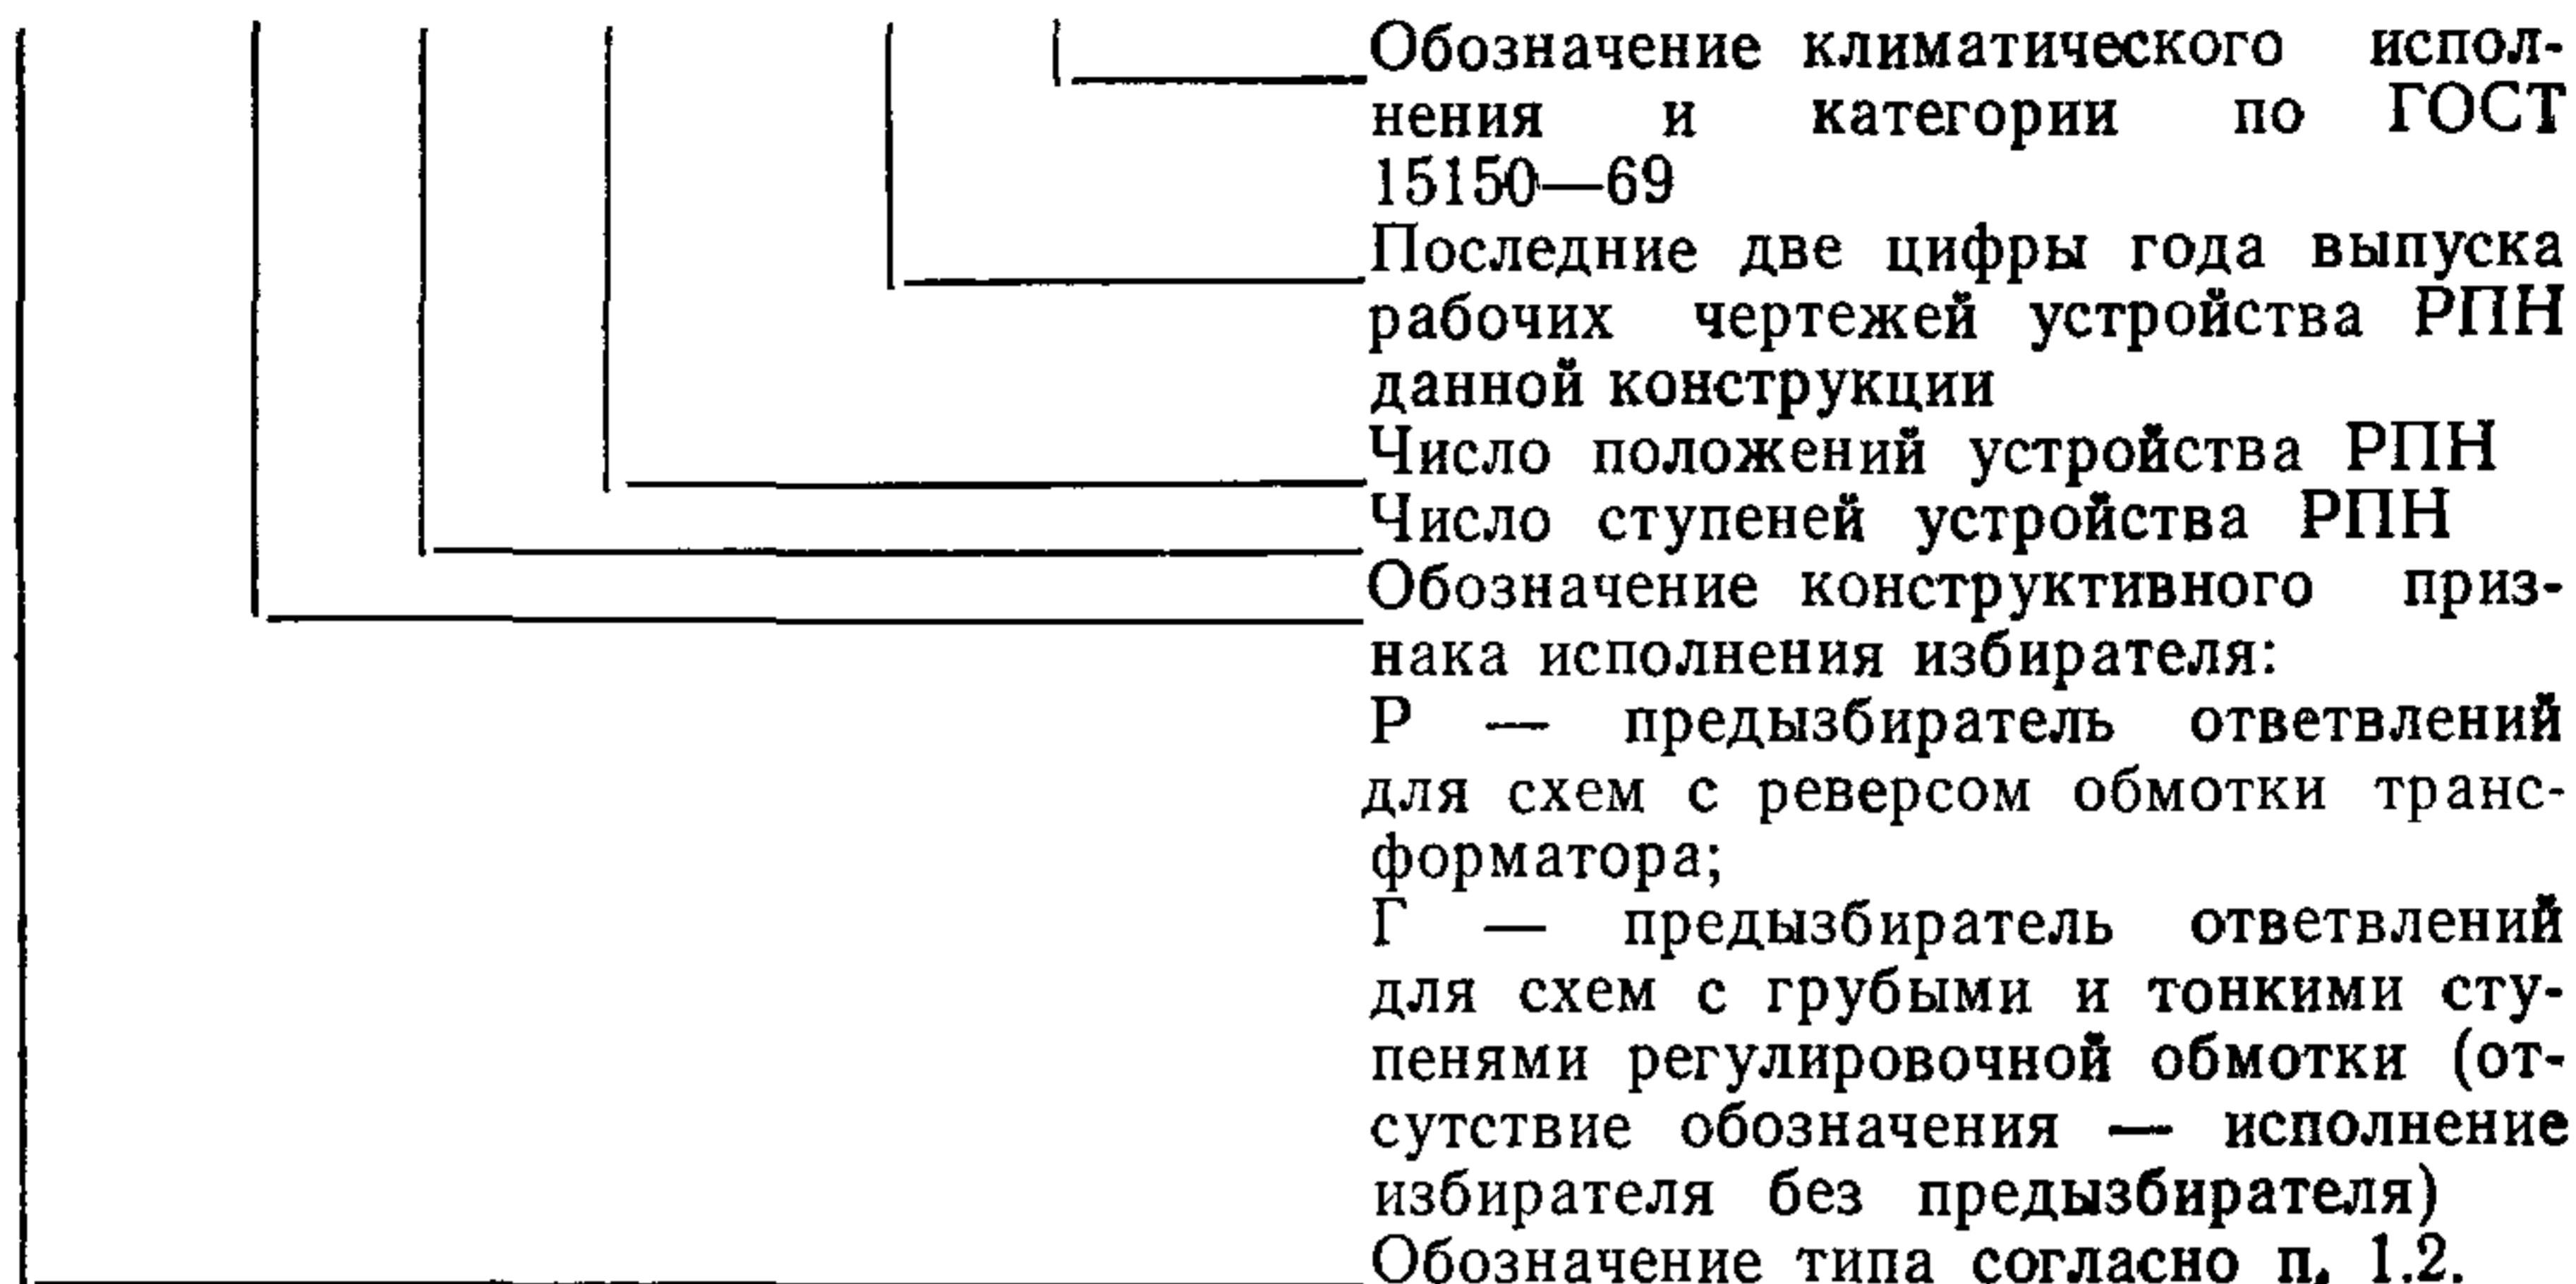 Обозначение климатического испол-
нения и категории по ГОСТ
15150—69
Последние две цифры года выпуска
рабочих чертежей устройства РПН
данной конструкции
Число положений устройства РПН
Число ступеней устройства РПН
Обозначение конструктивного приз-
нака исполнения избирателя:
Р — предызбиратель ответвлений
для схем с реверсом обмотки транс-
форматора;
Г — предызбиратель ответвлений
для схем с грубыми и тонкими сту-
пенями регулировочной обмотки (от-
сутствие обозначения — исполнение
избирателя без предызбирателя)
Обозначение типа согласно п. 1.2.